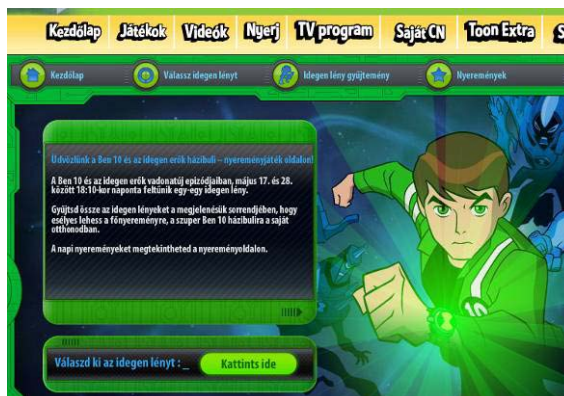 Kezdőlap Játékok Videók Nyerj TV program Saját CN Toon Extra S
Kezdőlap Válassz idegen lényt Idegen lény gyűjtemény Nyeremények
Üdvözlünk a Ben 10 és az idegen erők házibuli – nyereményjáték oldalon!
A Ben 10 és az idegen erők vadonatúj epizódjaiban, május 17. és 28.
között 18:10-kor naponta feltűnik egy-egy idegen lény.
Gyűjtsd össze az idegen lényeket a megjelenésük sorrendjében, hogy
esélyes lehess a főnyereményre, a szuper Ben 10 házibulira a saját
otthonodban.
A napi nyereményeket megtekintheted a nyereményoldalon.
10
Válaszd ki az idegen lényt : _ Kattints ide